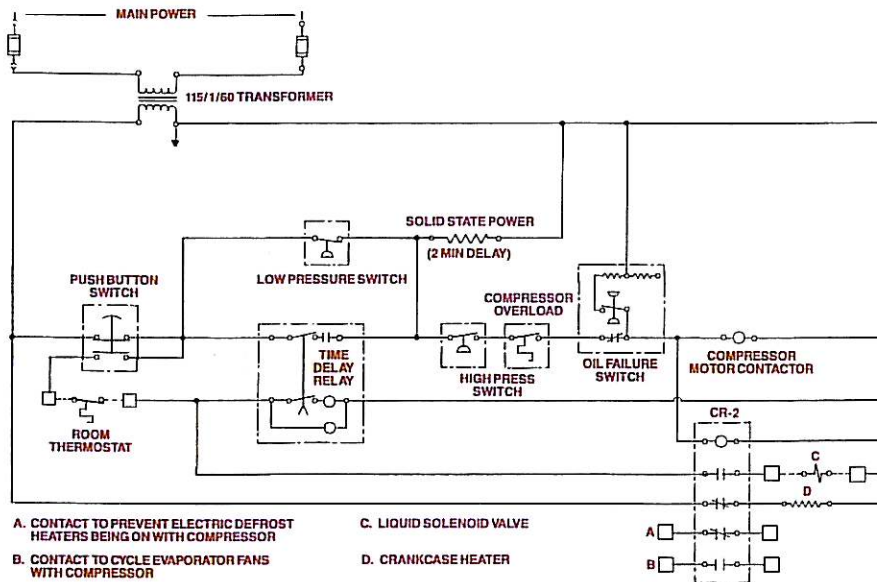 MAIN POWER
115/1/60 TRANSFORMER
SOLID STATE POWER
(2 MIN DELAY)
LOW PRESSURE SWITCH
PUSH BUTTON
SWITCH
COMPRESSOR
OVERLOAD
TIME
DELAY
RELAY
HIGH PRESS
SWITCH
OIL FAILURE
SWITCH
COMPRESSOR
MOTOR CONTACTOR
ROOM
THERMOSTAT
CR-2
C
D
A. CONTACT TO PREVENT ELECTRIC DEFROST
HEATERS BEING ON WITH COMPRESSOR
C. LIQUID SOLENOID VALVE
A
B. CONTACT TO CYCLE EVAPORATOR FANS
WITH COMPRESSOR
D. CRANKCASE HEATER
B